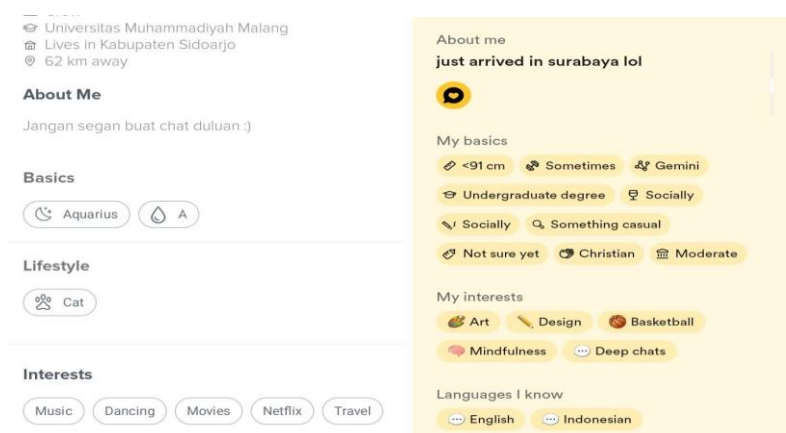 Universitas Muhammadiyah Malang
Lives in Kabupaten Sidoarjo
62 km away
About Me
Jangan segan buat chat duluan :)
Basics
Aquarius A
Lifestyle
Cat
Interests
Music Dancing Movies Netflix Travel
About me
just arrived in surabaya lol
My basics
<91 cm Sometimes Gemini
Undergraduate degree Socially
Socially Something casual
Not sure yet Christian Moderate
My interests
Art Design Basketball
Mindfulness Deep chats
Languages I know
English Indonesian